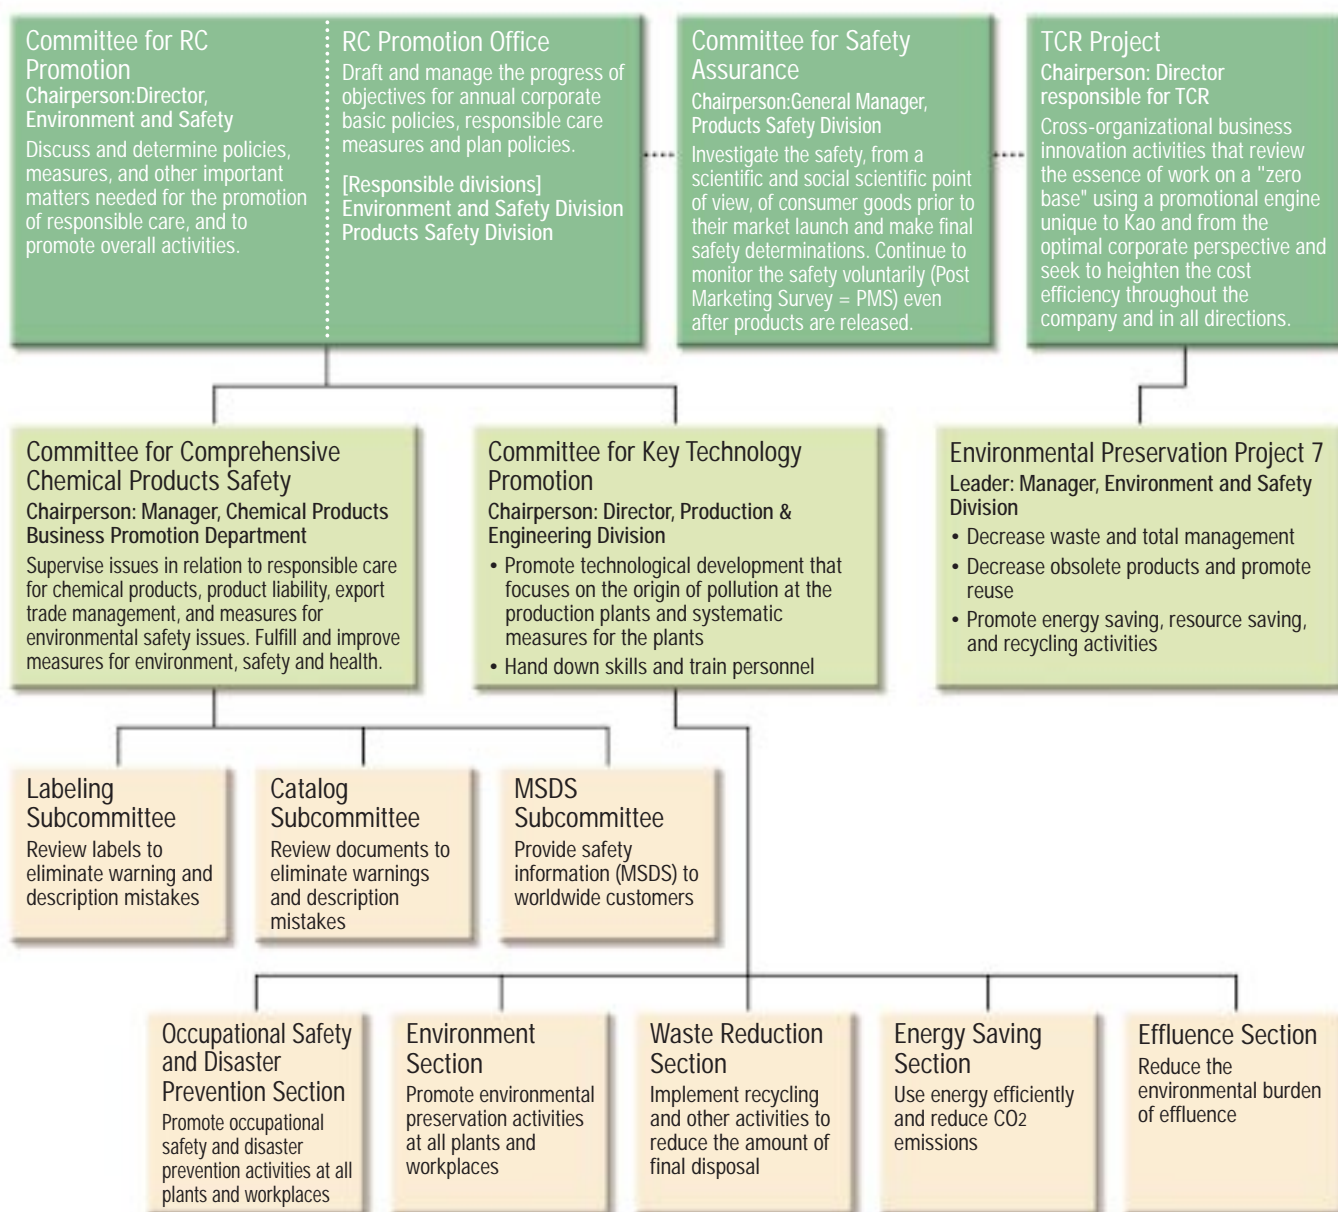 Committee for RC
Promotion
Chairperson:Director,
Environment and Safety
Discuss and determine policies,
measures, and other important
matters needed for the promotion
of responsible care, and to
promote overall activities.
RC Promotion Office
Draft and manage the progress of
objectives for annual corporate
basic policies, responsible care
measures and plan policies.
[Responsible divisions]
Environment and Safety Division
Products Safety Division
Committee for Safety
Assurance
Chairperson:General Manager,
Products Safety Division
Investigate the safety, from a
scientific and social scientific point
of view, of consumer goods prior to
their market launch and make final
safety determinations. Continue to
monitor the safety voluntarily (Post
Marketing Survey = PMS) even
after products are released.
TCR Project
Chairperson: Director
responsible for TCR
Cross-organizational business
innovation activities that review
the essence of work on a "zero
base" using a promotional engine
unique to Kao and from the
optimal corporate perspective and
seek to heighten the cost
efficiency throughout the
company and in all directions.
Committee for Comprehensive
Chemical Products Safety
Chairperson: Manager, Chemical Products
Business Promotion Department
Supervise issues in relation to responsible care
for chemical products, product liability, export
trade management, and measures for
environmental safety issues. Fulfill and improve
measures for environment, safety and health.
Committee for Key Technology
Promotion
Chairperson: Director, Production &
Engineering Division
• Promote technological development that
focuses on the origin of pollution at the
production plants and systematic
measures for the plants
• Hand down skills and train personnel
Environmental Preservation Project 7
Leader: Manager, Environment and Safety
Division
• Decrease waste and total management
• Decrease obsolete products and promote
reuse
• Promote energy saving, resource saving,
and recycling activities
Labeling
Subcommittee
Review labels to
eliminate warning and
description mistakes
Catalog
Subcommittee
Review documents to
eliminate warnings
and description
mistakes
MSDS
Subcommittee
Provide safety
information (MSDS) to
worldwide customers
Occupational Safety
and Disaster
Prevention Section
Promote occupational
safety and disaster
prevention activities at all
plants and workplaces
Environment
Section
Promote environmental
preservation activities
at all plants and
workplaces
Waste Reduction
Section
Implement recycling
and other activities to
reduce the amount of
final disposal
Energy Saving
Section
Use energy efficiently
and reduce CO2
emissions
Effluence Section
Reduce the
environmental burden
of effluence